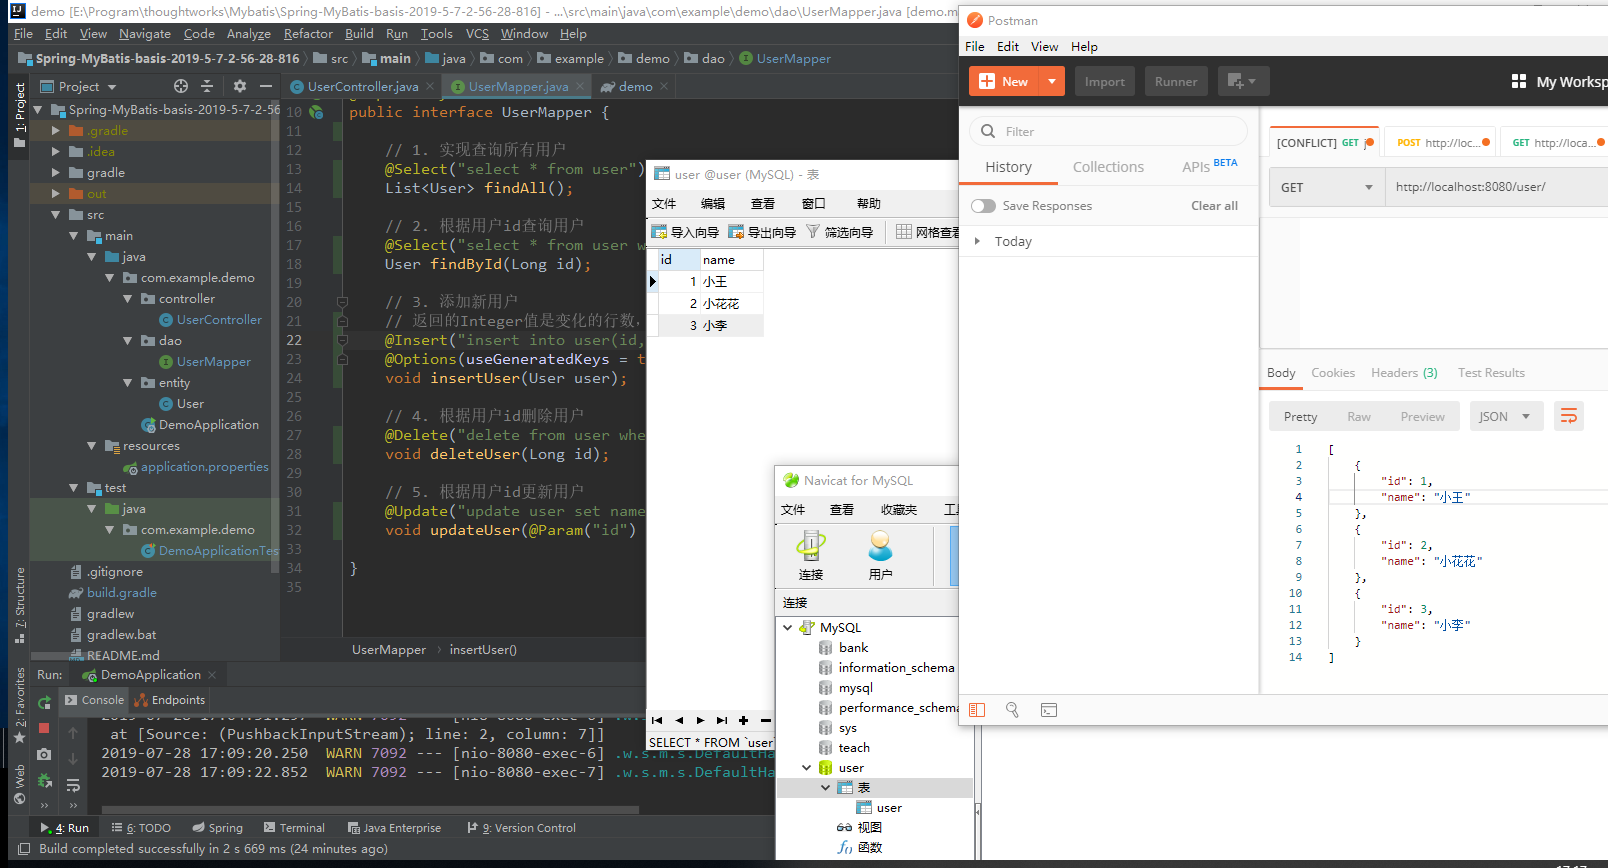 demo [E:\Program\thoughtworks\Mybatis\Spring-MyBatis-basis-2019-5-7-2-56-28-816] - ...\src\main\java\com\example\demo\dao\UserMapper.java [demo.m
File Edit View Navigate Code Analyze Refactor Build Run Tools VCS Window Help
Spring-MyBatis-basis-2019-5-7-2-56-28-816 src main java com example demo dao UserMapper
Project
UserController.java UserMapper.java demo
1: Project
7: Structure
2: Favorites
Web
Spring-MyBatis-basis-2019-5-7-2-56
.gradle
.idea
gradle
out
src
main
java
com.example.demo
controller
UserController
dao
UserMapper
entity
User
DemoApplication
resources
application.properties
test
java
com.example.demo
DemoApplicationTes
.gitignore
build.gradle
gradlew
gradlew.bat
README.md
10 public interface UserMapper {
11
12 // 1. 实现查询所有用户
13 @Select("select * from user")
14 List<User> findAll();
15
16 // 2. 根据用户id查询用户
17 @Select("select * from user w
18 User findById(Long id);
19
20 // 3. 添加新用户
21 // 返回的Integer值是变化的行数,
22 @Insert("insert into user(id,
23 @Options(useGeneratedKeys = t
24 void insertUser(User user);
25
26 // 4. 根据用户id删除用户
27 @Delete("delete from user whe
28 void deleteUser(Long id);
29
30 // 5. 根据用户id更新用户
31 @Update("update user set name
32 void updateUser(@Param("id")
33
34 }
35
UserMapper insertUser()
Run: DemoApplication
Console Endpoints
at [Source: (PushbackInputStream); line: 2, column: 7]]
2019-07-28 17:09:20.250 WARN 7092 --- [nio-8080-exec-6] .w.s.m.s.DefaultHa
2019-07-28 17:09:22.852 WARN 7092 --- [nio-8080-exec-7] .w.s.m.s.DefaultHa
4: Run 6: TODO Spring Terminal Java Enterprise 9: Version Control
Build completed successfully in 2 s 669 ms (24 minutes ago)
user @user (MySQL) - 表
文件 编辑 查看 窗口 帮助
导入向导 导出向导 筛选向导 网格查看
id name
1 小王
2 小花花
3 小李
SELECT * FROM `user`
Navicat for MySQL
文件 查看 收藏夹 工
连接 用户
连接
MySQL
bank
information_schema
mysql
performance_schema
sys
teach
user
表
user
视图
函数
Postman
File Edit View Help
New Import Runner My Worksp
Filter
History Collections APIs BETA
Save Responses Clear all
Today
[CONFLICT] GET POST http://loc... GET http://loca...
GET http://localhost:8080/user/
Body Cookies Headers (3) Test Results
Pretty Raw Preview JSON
1 [
2 {
3 "id": 1,
4 "name": "小王"
5 },
6 {
7 "id": 2,
8 "name": "小花花"
9 },
10 {
11 "id": 3,
12 "name": "小李"
13 }
14 ]